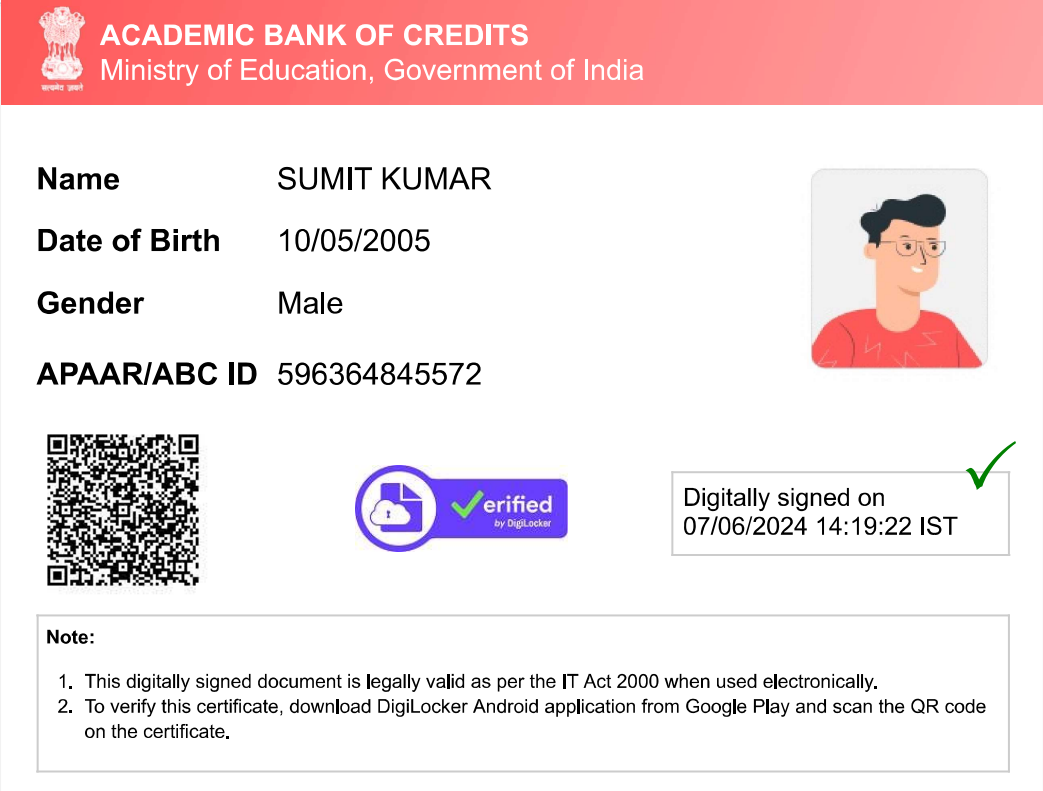 ACADEMIC BANK OF CREDITS
Ministry of Education, Government of India
सत्यमेव जयते
Name SUMIT KUMAR
Date of Birth 10/05/2005
Gender Male
APAAR/ABC ID 596364845572
Verified
by DigiLocker
Digitally signed on
07/06/2024 14:19:22 IST
Note:
1. This digitally signed document is legally valid as per the IT Act 2000 when used electronically.
2. To verify this certificate, download DigiLocker Android application from Google Play and scan the QR code
on the certificate.